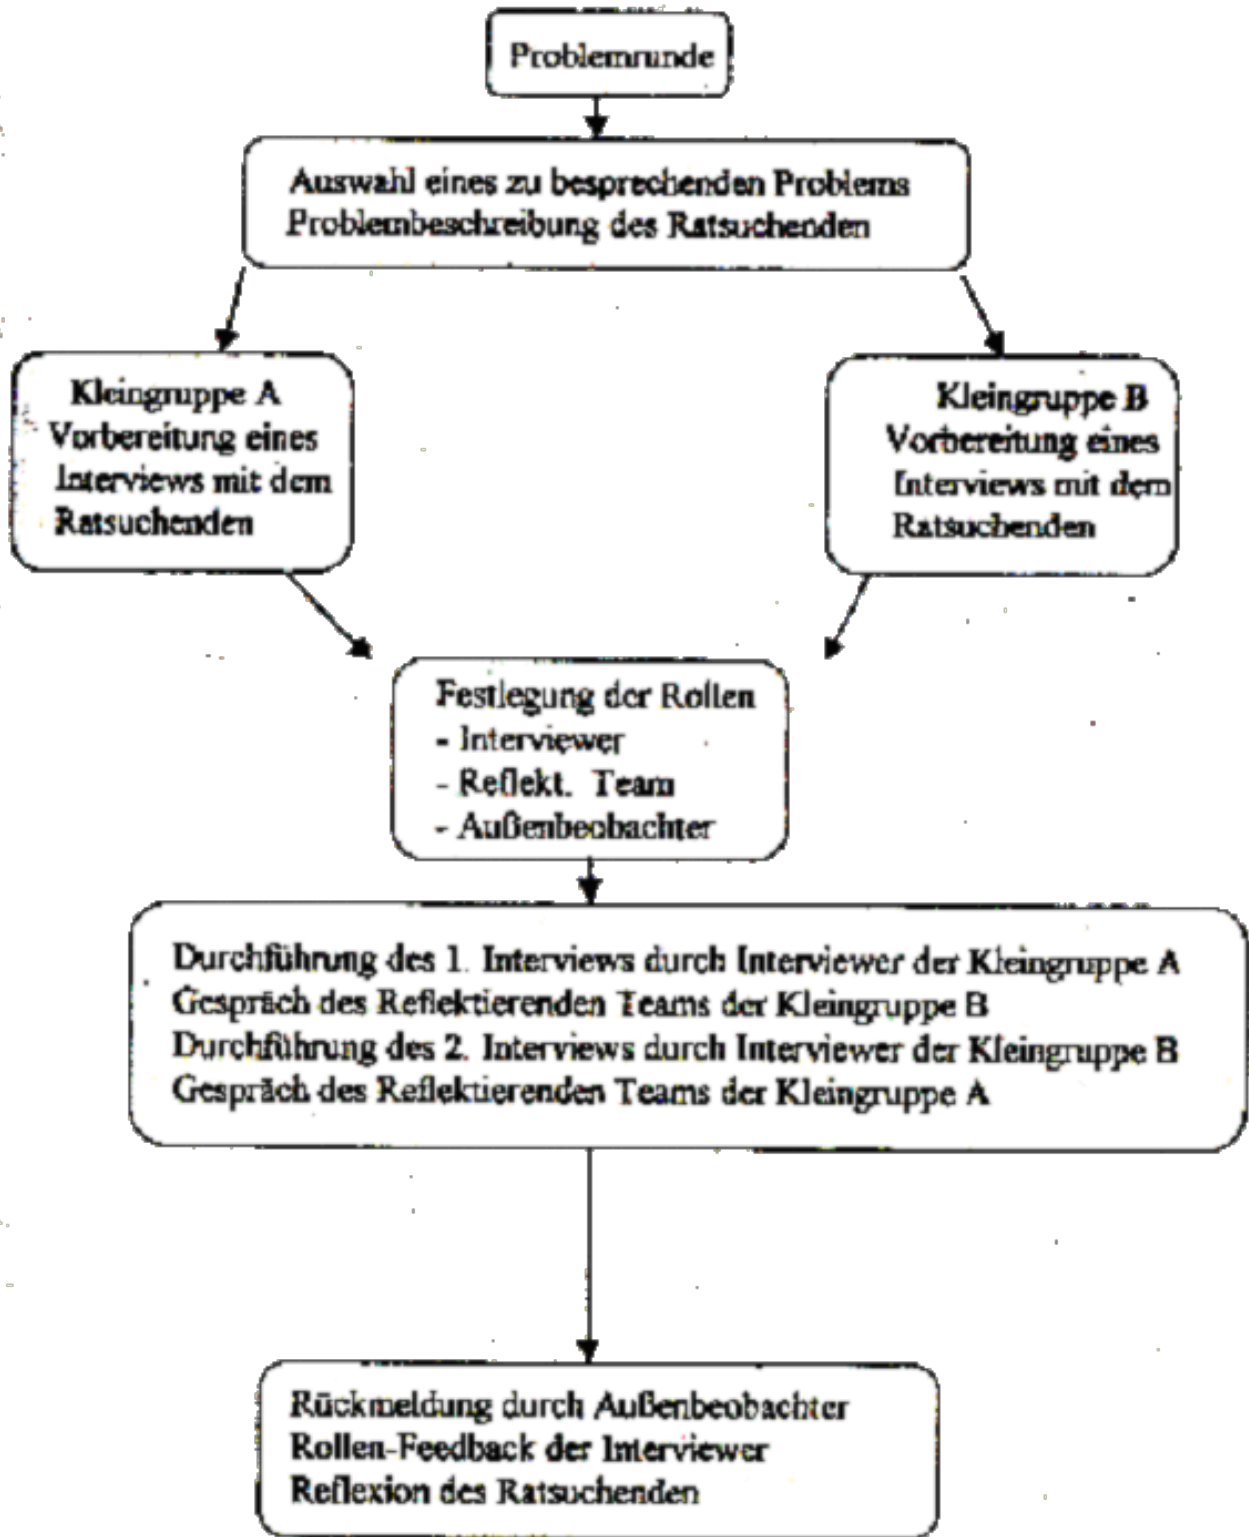 Problemrunde
Auswahl eines zu besprechenden Problems
Problembeschreibung des Ratsuchenden
Kleingruppe A
Vorbereitung eines
Interviews mit dem
Ratsuchenden
Kleingruppe B
Vorbereitung eines
Interviews mit dem
Ratsuchenden
Festlegung der Rollen
- Interviewer
- Reflekt. Team
- Außenbeobachter
Durchführung des 1. Interviews durch Interviewer der Kleingruppe A
Gespräch des Reflektierenden Teams der Kleingruppe B
Durchführung des 2. Interviews durch Interviewer der Kleingruppe B
Gespräch des Reflektierenden Teams der Kleingruppe A
Rückmeldung durch Außenbeobachter
Rollen-Feedback der Interviewer
Reflexion des Ratsuchenden